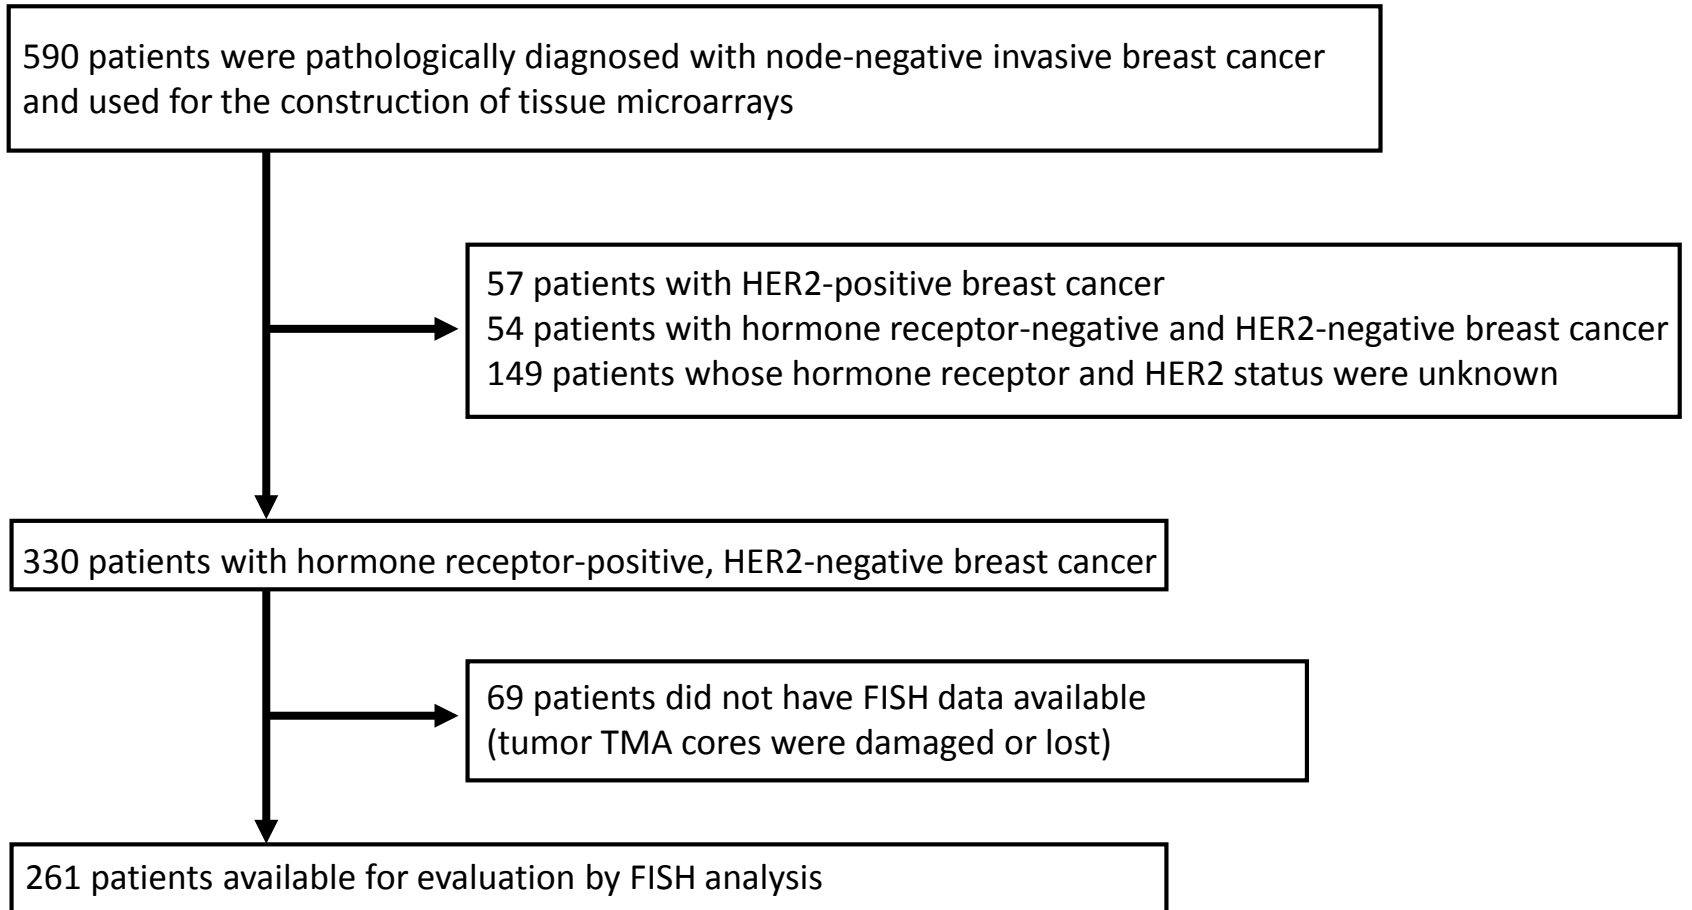 590 patients were pathologically diagnosed with node-negative invasive breast cancer
and used for the construction of tissue microarrays
57 patients with HER2-positive breast cancer
54 patients with hormone receptor-negative and HER2-negative breast cancer
149 patients whose hormone receptor and HER2 status were unknown
330 patients with hormone receptor-positive, HER2-negative breast cancer
69 patients did not have FISH data available
(tumor TMA cores were damaged or lost)
261 patients available for evaluation by FISH analysis